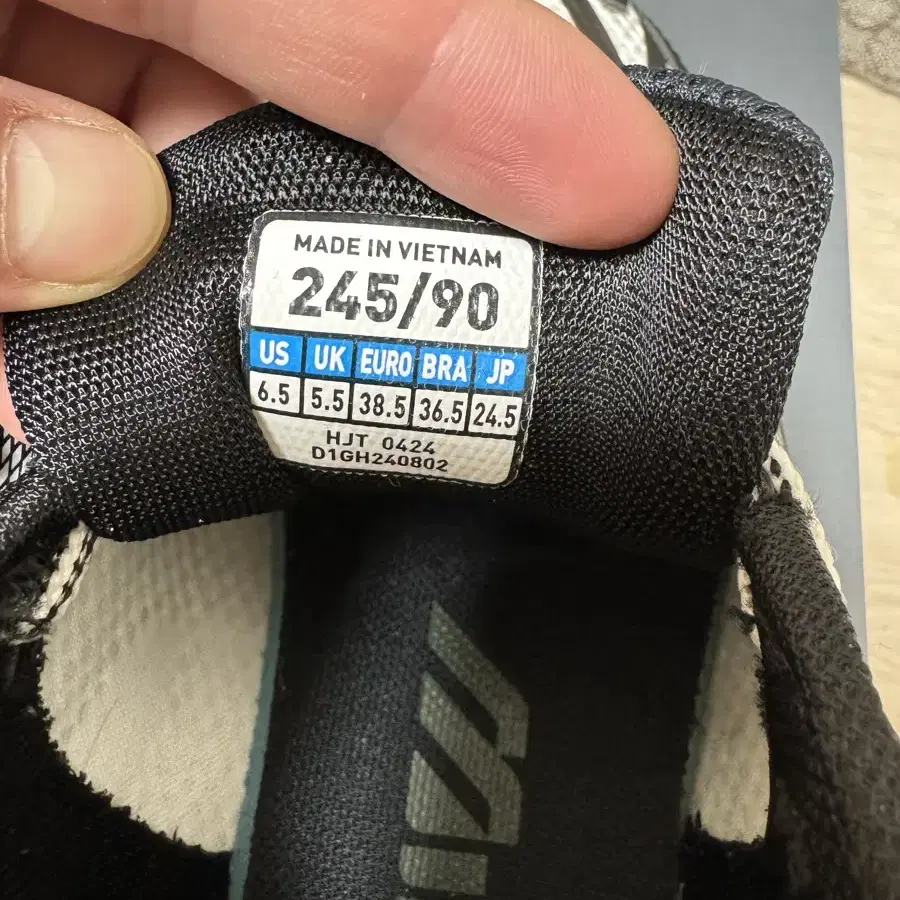 MADE IN VIETNAM
245/90
US UK EURO BRA JP
6.5 5.5 38.5 36.5 24.5
HJT 0424
D1GH240802